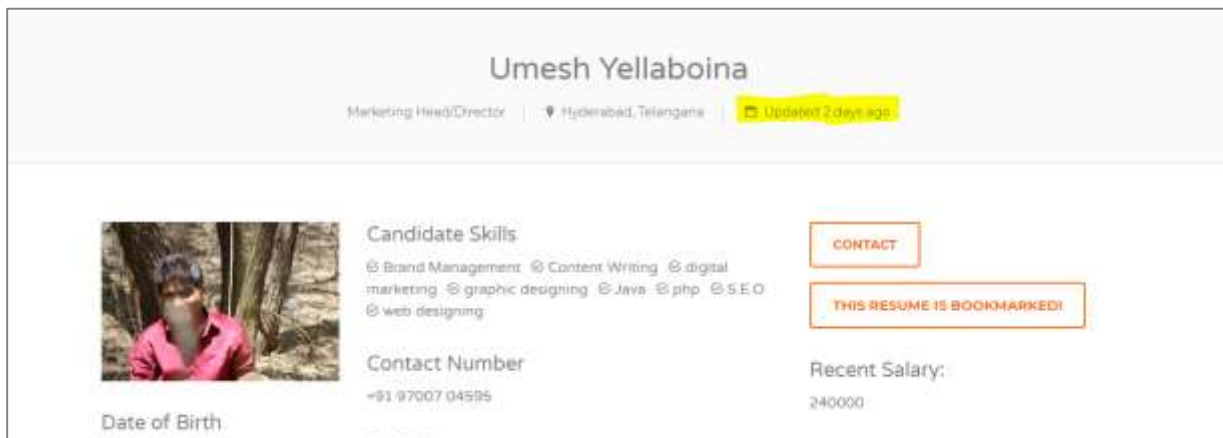 Umesh Yellaboina
Marketing Head/Director | Hyderabad, Telangana | Updated 2 days ago
Candidate Skills
Brand Management Content Writing digital
marketing graphic designing Java php S.E.O
web designing
Contact Number
+91 97007 04595
Date of Birth
CONTACT
THIS RESUME IS BOOKMARKED!
Recent Salary:
240000